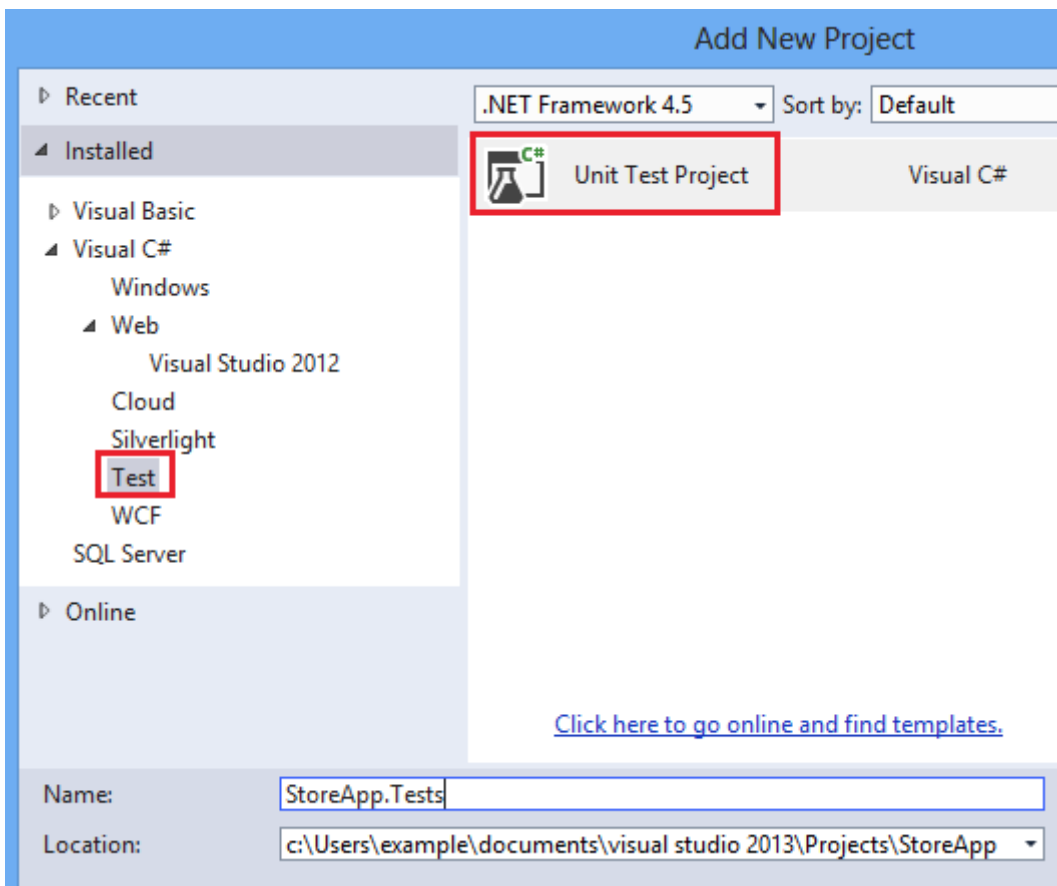 Add New Project
Recent
Installed
Visual Basic
Visual C#
Windows
Web
Visual Studio 2012
Cloud
Silverlight
Test
WCF
SQL Server
Online
.NET Framework 4.5 Sort by: Default
C#
Unit Test Project Visual C#
Click here to go online and find templates.
Name: StoreApp.Tests
Location: c:\Users\example\documents\visual studio 2013\Projects\StoreApp